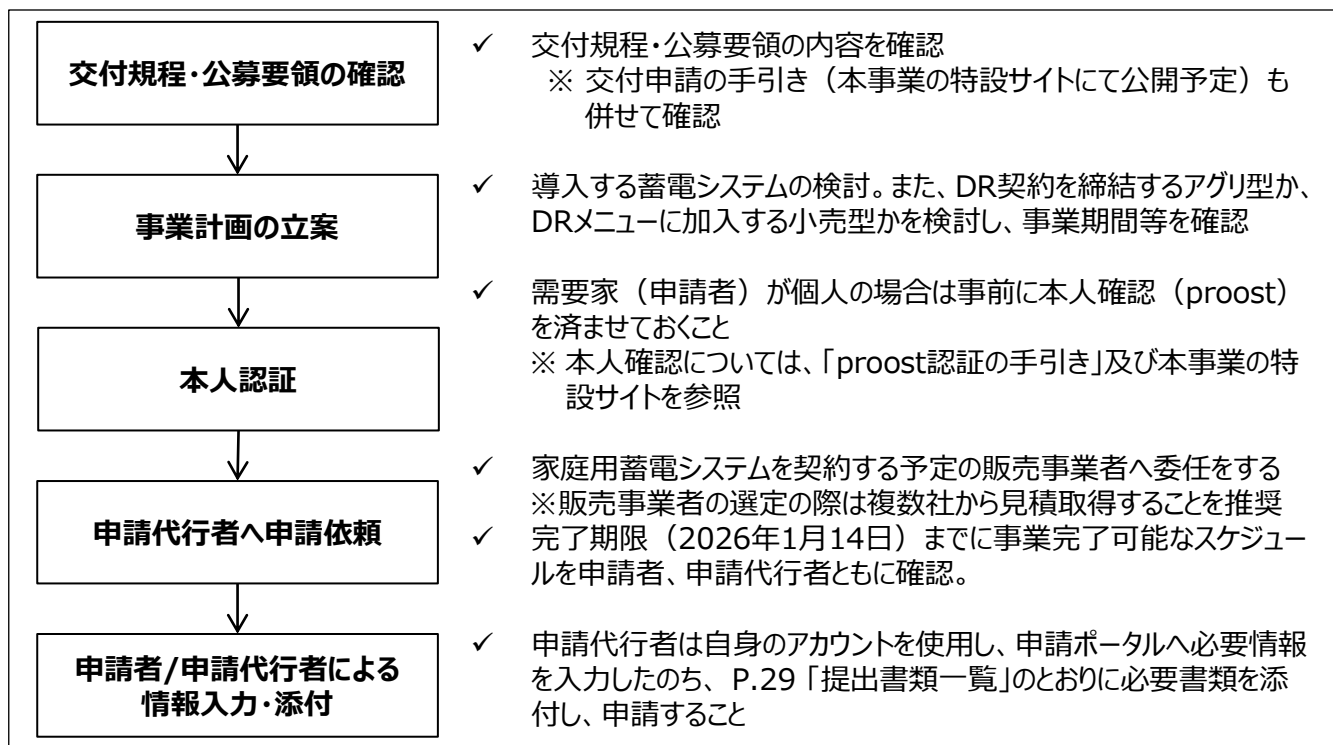 交付規程・公募要領の確認
✓ 交付規程・公募要領の内容を確認
※ 交付申請の手引き（本事業の特設サイトにて公開予定）も
併せて確認
事業計画の立案
✓ 導入する蓄電システムの検討。また、DR契約を締結するアグリ型か、
DRメニューに加入する小売型かを検討し、事業期間等を確認
本人認証
✓ 需要家（申請者）が個人の場合は事前に本人確認（proost）
を済ませておくこと
※ 本人確認については、「proost認証の手引き」及び本事業の特
設サイトを参照
申請代行者へ申請依頼
✓ 家庭用蓄電システムを契約する予定の販売事業者へ委任をする
※販売事業者の選定の際は複数社から見積取得することを推奨
✓ 完了期限（2026年1月14日）までに事業完了可能なスケジュー
ルを申請者、申請代行者ともに確認。
申請者/申請代行者による
情報入力・添付
✓ 申請代行者は自身のアカウントを使用し、申請ポータルへ必要情報
を入力したのち、 P.29 「提出書類一覧」のとおりに必要書類を添
付し、申請すること